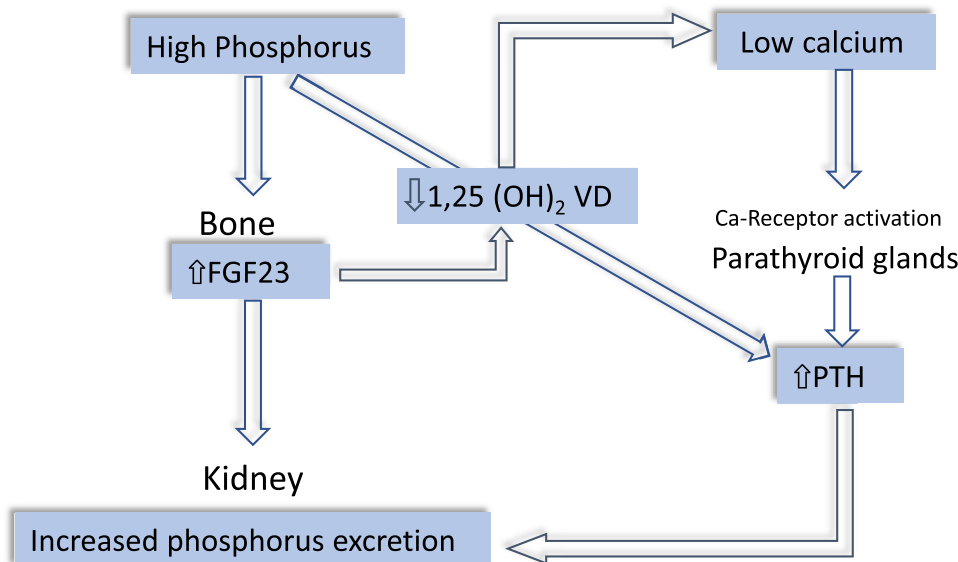 High Phosphorus
Low calcium
⇩1,25 (OH)₂ VD
Bone
Ca-Receptor activation
⇧FGF23
Parathyroid glands
⇧PTH
Kidney
Increased phosphorus excretion